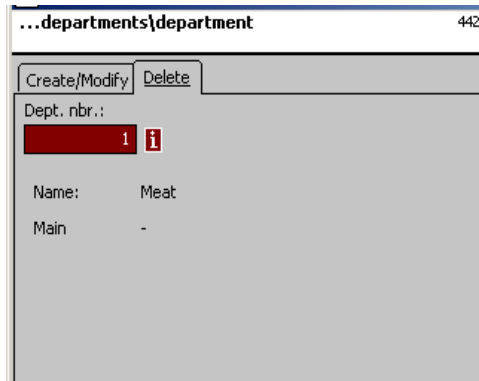 ...departments\department 442
Create/Modify Delete
Dept. nbr.:
1 i
Name: Meat
Main -